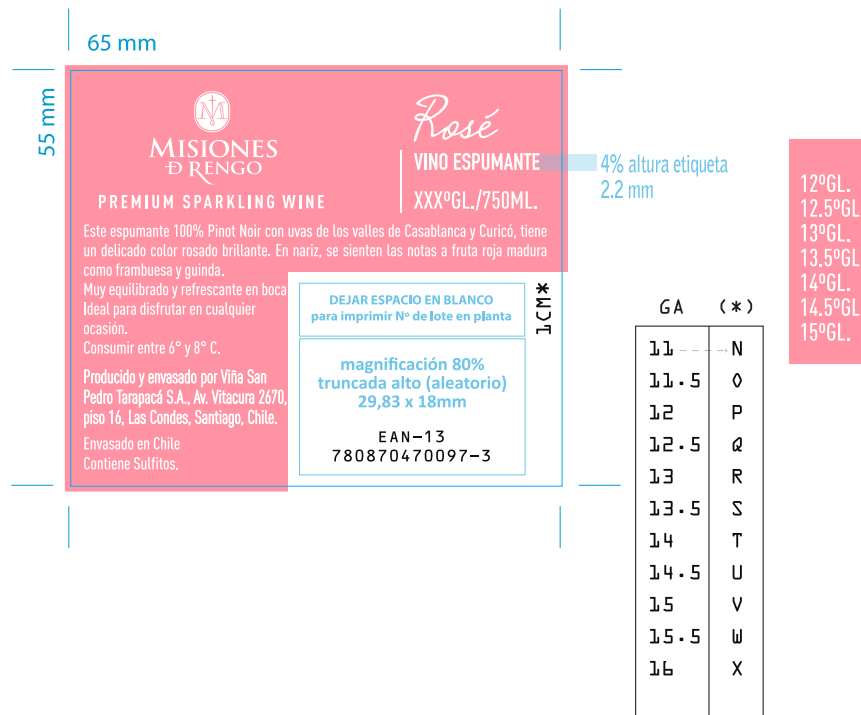 65 mm
55 mm
M
MISIONES
D RENGO
PREMIUM SPARKLING WINE
Rosé
VINO ESPUMANTE
XXXºGL./750ML.
4% altura etiqueta
2.2 mm
Este espumante 100% Pinot Noir con uvas de los valles de Casablanca y Curicó, tiene
un delicado color rosado brillante. En nariz, se sienten las notas a fruta roja madura
como frambuesa y guinda.
Muy equilibrado y refrescante en boca
Ideal para disfrutar en cualquier
ocasión.
Consumir entre 6° y 8° C.
Producido y envasado por Viña San
Pedro Tarapacá S.A., Av. Vitacura 2670,
piso 16, Las Condes, Santiago, Chile.
Envasado en Chile
Contiene Sulfitos.
DEJAR ESPACIO EN BLANCO
para imprimir Nº de lote en planta
1CM*
magnificación 80%
truncada alto (aleatorio)
29,83 x 18mm
EAN-13
780870470097-3
GA (*)
11 N
11.5 O
12 P
12.5 Q
13 R
13.5 S
14 T
14.5 U
15 V
15.5 W
16 X
12ºGL.
12.5ºGL
13ºGL.
13.5ºGL
14ºGL.
14.5ºGL
15ºGL.